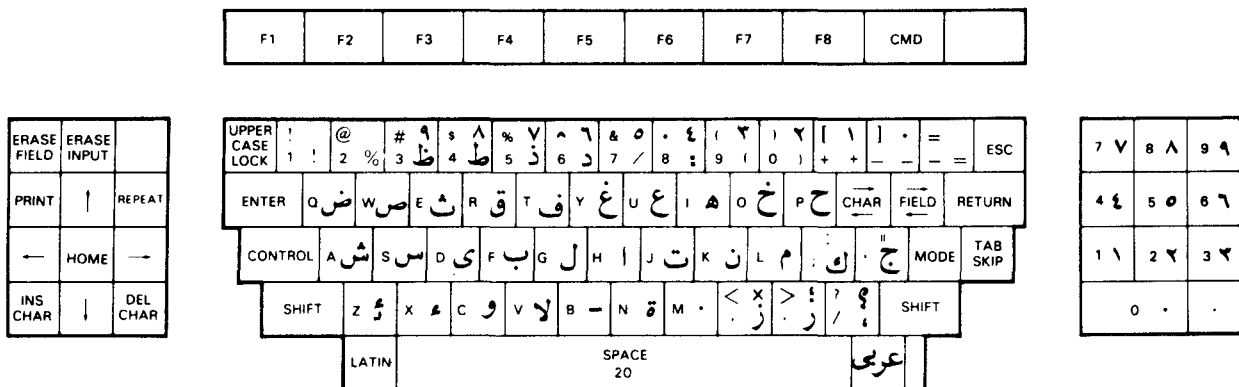 F1 F2 F3 F4 F5 F6 F7 F8 CMD
ERASE FIELD ERASE INPUT
PRINT ↑ REPEAT
← HOME →
INS CHAR ↓ DEL CHAR
UPPER CASE LOCK ! 1 ! @ 2 % # ٩ 3 ظ $ ٨ 4 ط % ٧ 5 ذ ^ ٦ 6 د & ٥ 7 / · ٤ 8 : ( ٣ 9 ( ) ٢ 0 ) [ ١ + + ] ٠ – – = – = ESC
ENTER Q ض W ص E ث R ق T ف Y غ U ع I ه O خ P ح CHAR FIELD RETURN
CONTROL A ش S س D ي F ب G ل H ا J ت K ن L م ; ك " ج MODE TAB SKIP
SHIFT Z ئ X ء C و V لا B – N ة M · < X ز > ر ? ؟ / ، SHIFT
LATIN SPACE 20 عربى
7 ٧ 8 ٨ 9 ٩
4 ٤ 5 ٥ 6 ٦
1 ١ 2 ٢ 3 ٣
0 · ·